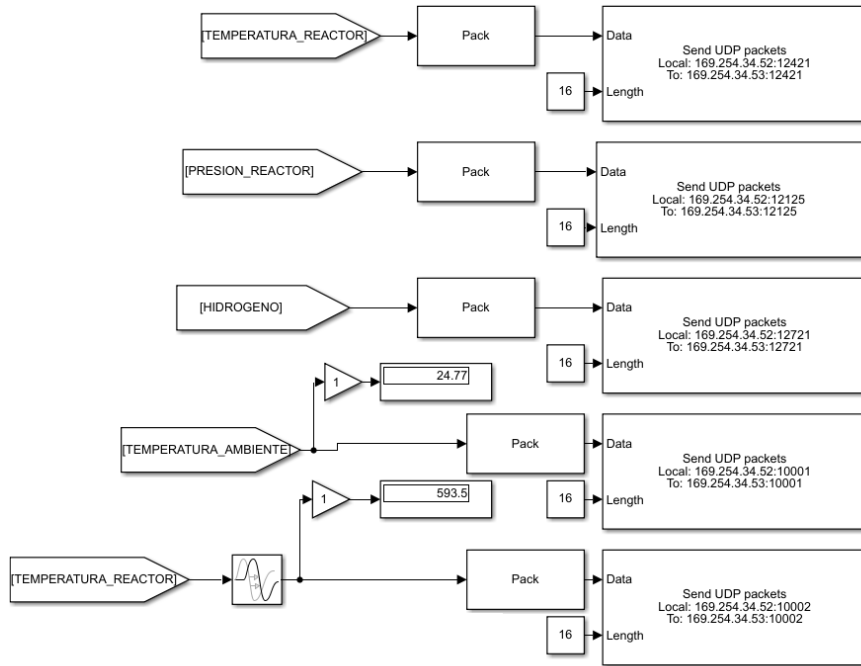 [TEMPERATURA_REACTOR]
Pack
Data
Send UDP packets
Local: 169.254.34.52:12421
To: 169.254.34.53:12421
16
Length
[PRESION_REACTOR]
Pack
Data
Send UDP packets
Local: 169.254.34.52:12125
To: 169.254.34.53:12125
16
Length
[HIDROGENO]
Pack
Data
Send UDP packets
Local: 169.254.34.52:12721
To: 169.254.34.53:12721
16
Length
1
24.77
[TEMPERATURA_AMBIENTE]
Pack
Data
Send UDP packets
Local: 169.254.34.52:10001
To: 169.254.34.53:10001
1
593.5
16
Length
[TEMPERATURA_REACTOR]
Pack
Data
Send UDP packets
Local: 169.254.34.52:10002
To: 169.254.34.53:10002
16
Length